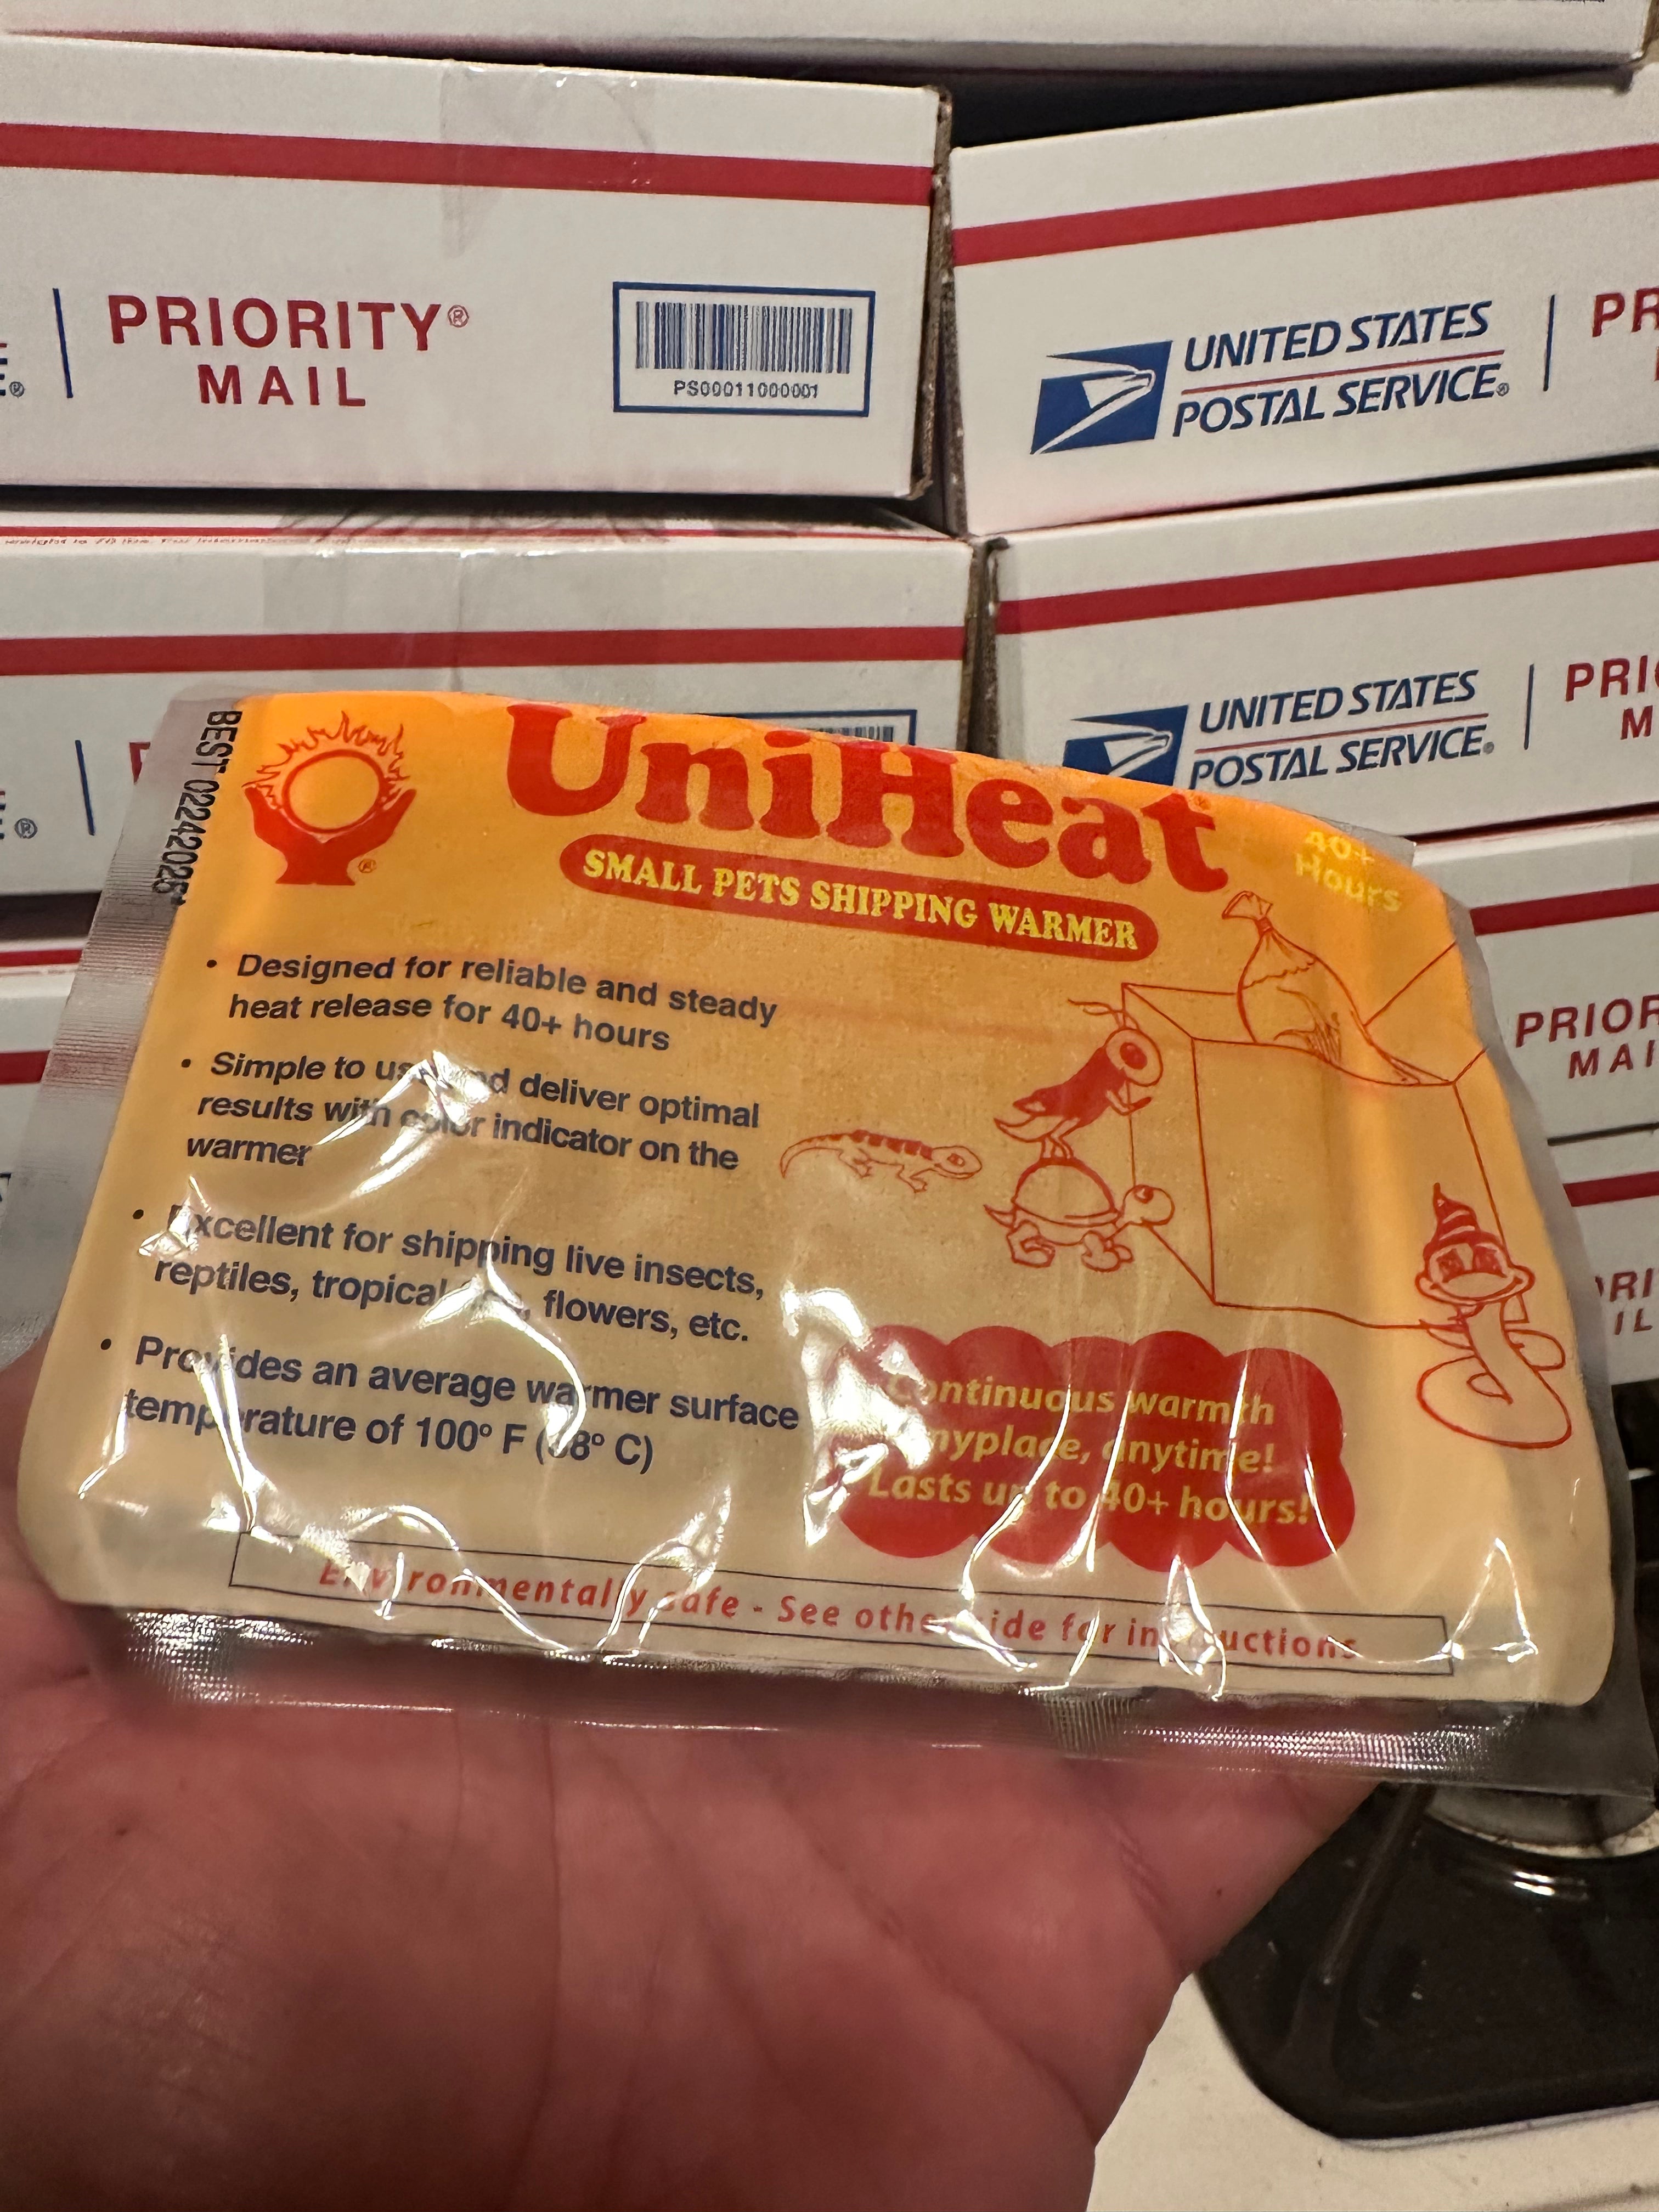 PRIORITY®
MAIL
PS00011000001
UNITED STATES
POSTAL SERVICE®
UNITED STATES
POSTAL SERVICE®
BEST
UniHeat®
40+
Hours
SMALL PETS SHIPPING WARMER
• Designed for reliable and steady
heat release for 40+ hours
• Simple to use and deliver optimal
results with color indicator on the
warmer
• Excellent for shipping live insects,
reptiles, tropical flowers, etc.
• Provides an average warmer surface
temperature of 100° F (38° C)
Continuous warmth
anyplace, anytime!
Lasts up to 40+ hours!
Environmentally safe - See other side for instructions
PRIOR
MAI